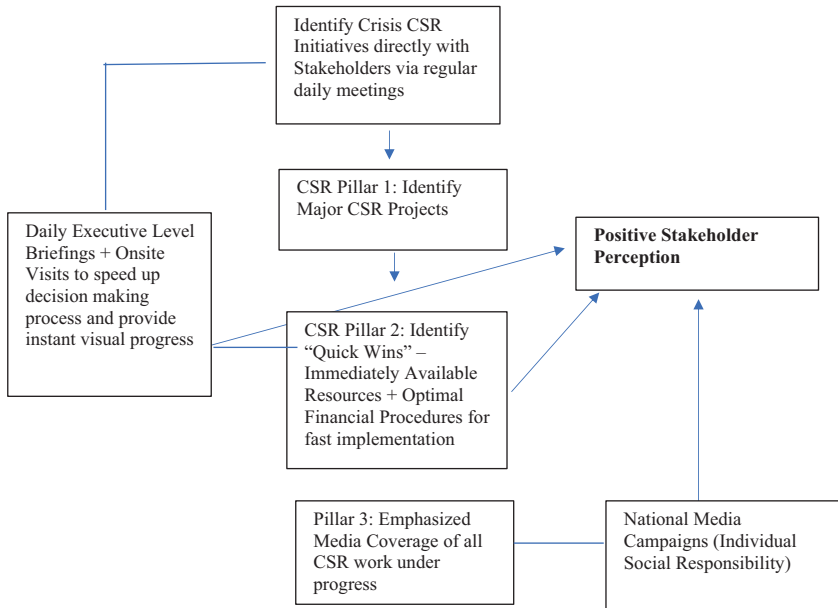 Identify Crisis CSR
Initiatives directly with
Stakeholders via regular
daily meetings
CSR Pillar 1: Identify
Major CSR Projects
Daily Executive Level
Briefings + Onsite
Visits to speed up
decision making
process and provide
instant visual progress
Positive Stakeholder
Perception
CSR Pillar 2: Identify
“Quick Wins” –
Immediately Available
Resources + Optimal
Financial Procedures for
fast implementation
Pillar 3: Emphasized
Media Coverage of all
CSR work under
progress
National Media
Campaigns (Individual
Social Responsibility)